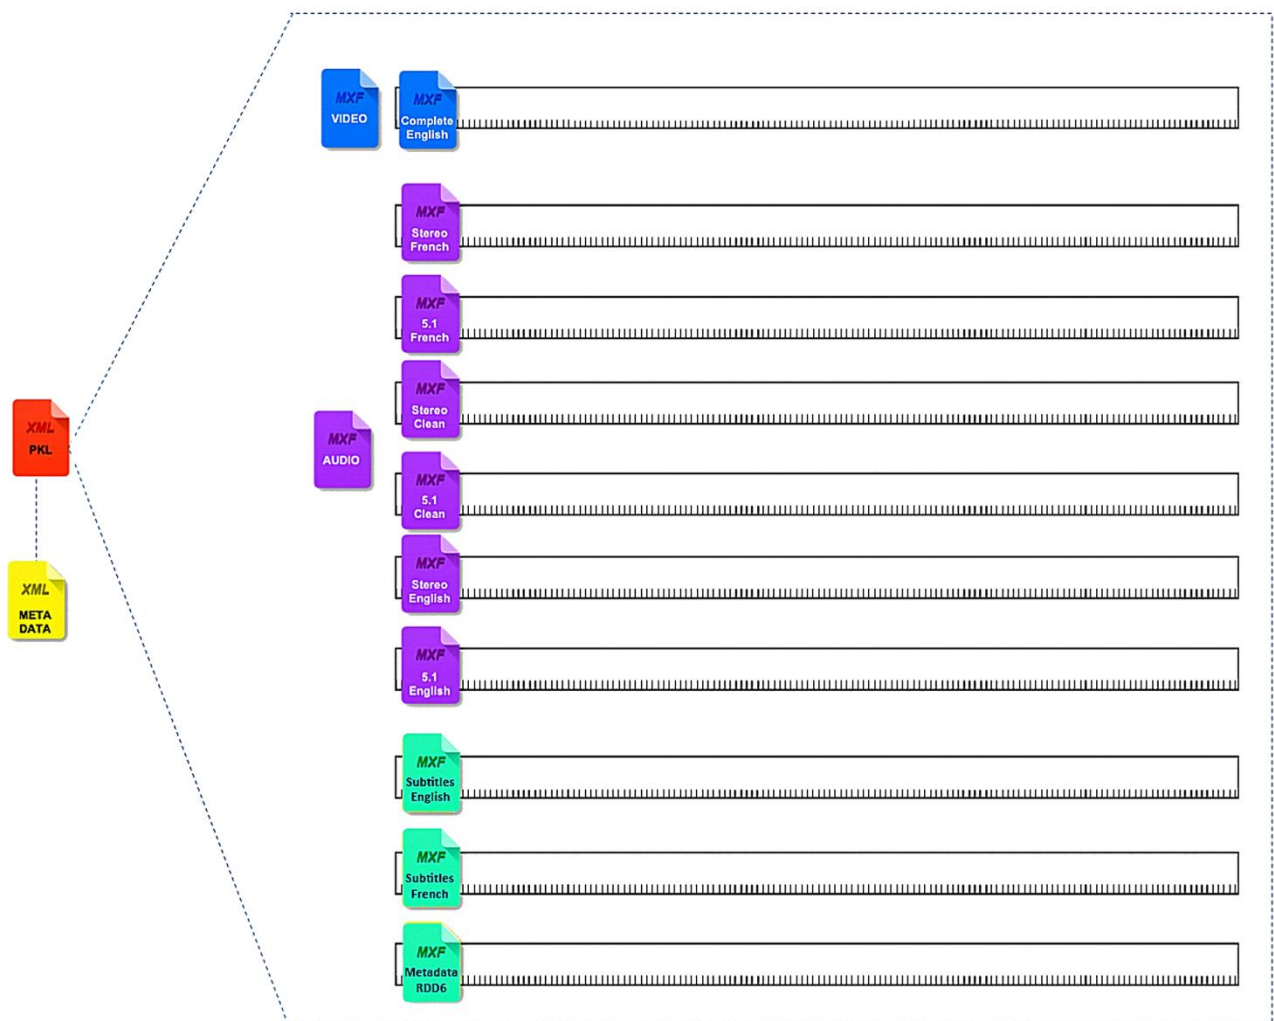 MXF
VIDEO
MXF
Complete
English
MXF
Stereo
French
MXF
5.1
French
MXF
Stereo
Clean
XML
PKL
MXF
AUDIO
MXF
5.1
Clean
MXF
Stereo
English
XML
META
DATA
MXF
5.1
English
MXF
Subtitles
English
MXF
Subtitles
French
MXF
Metadata
RDD6